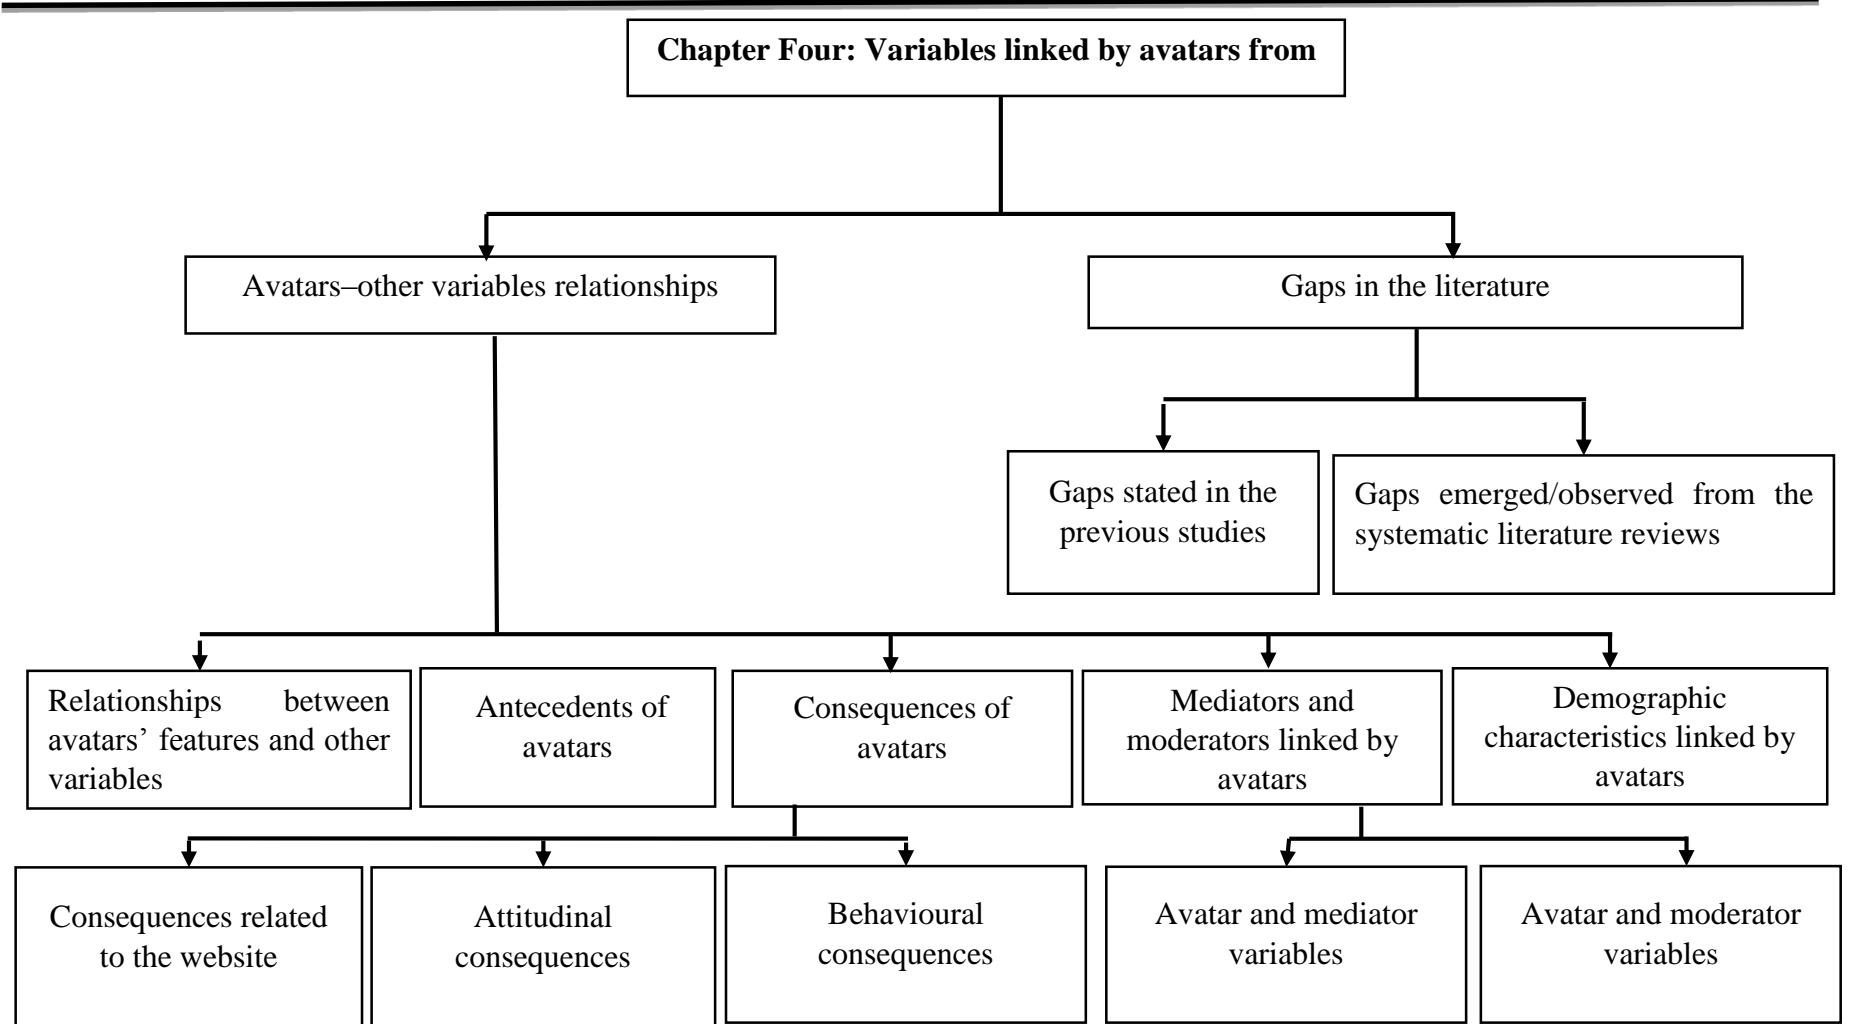 Chapter Four: Variables linked by avatars from
Avatars–other variables relationships
Gaps in the literature
Gaps stated in the
previous studies
Gaps emerged/observed from the
systematic literature reviews
Relationships between
avatars’ features and other
variables
Antecedents of
avatars
Consequences of
avatars
Mediators and
moderators linked by
avatars
Demographic
characteristics linked by
avatars
Consequences related
to the website
Attitudinal
consequences
Behavioural
consequences
Avatar and mediator
variables
Avatar and moderator
variables